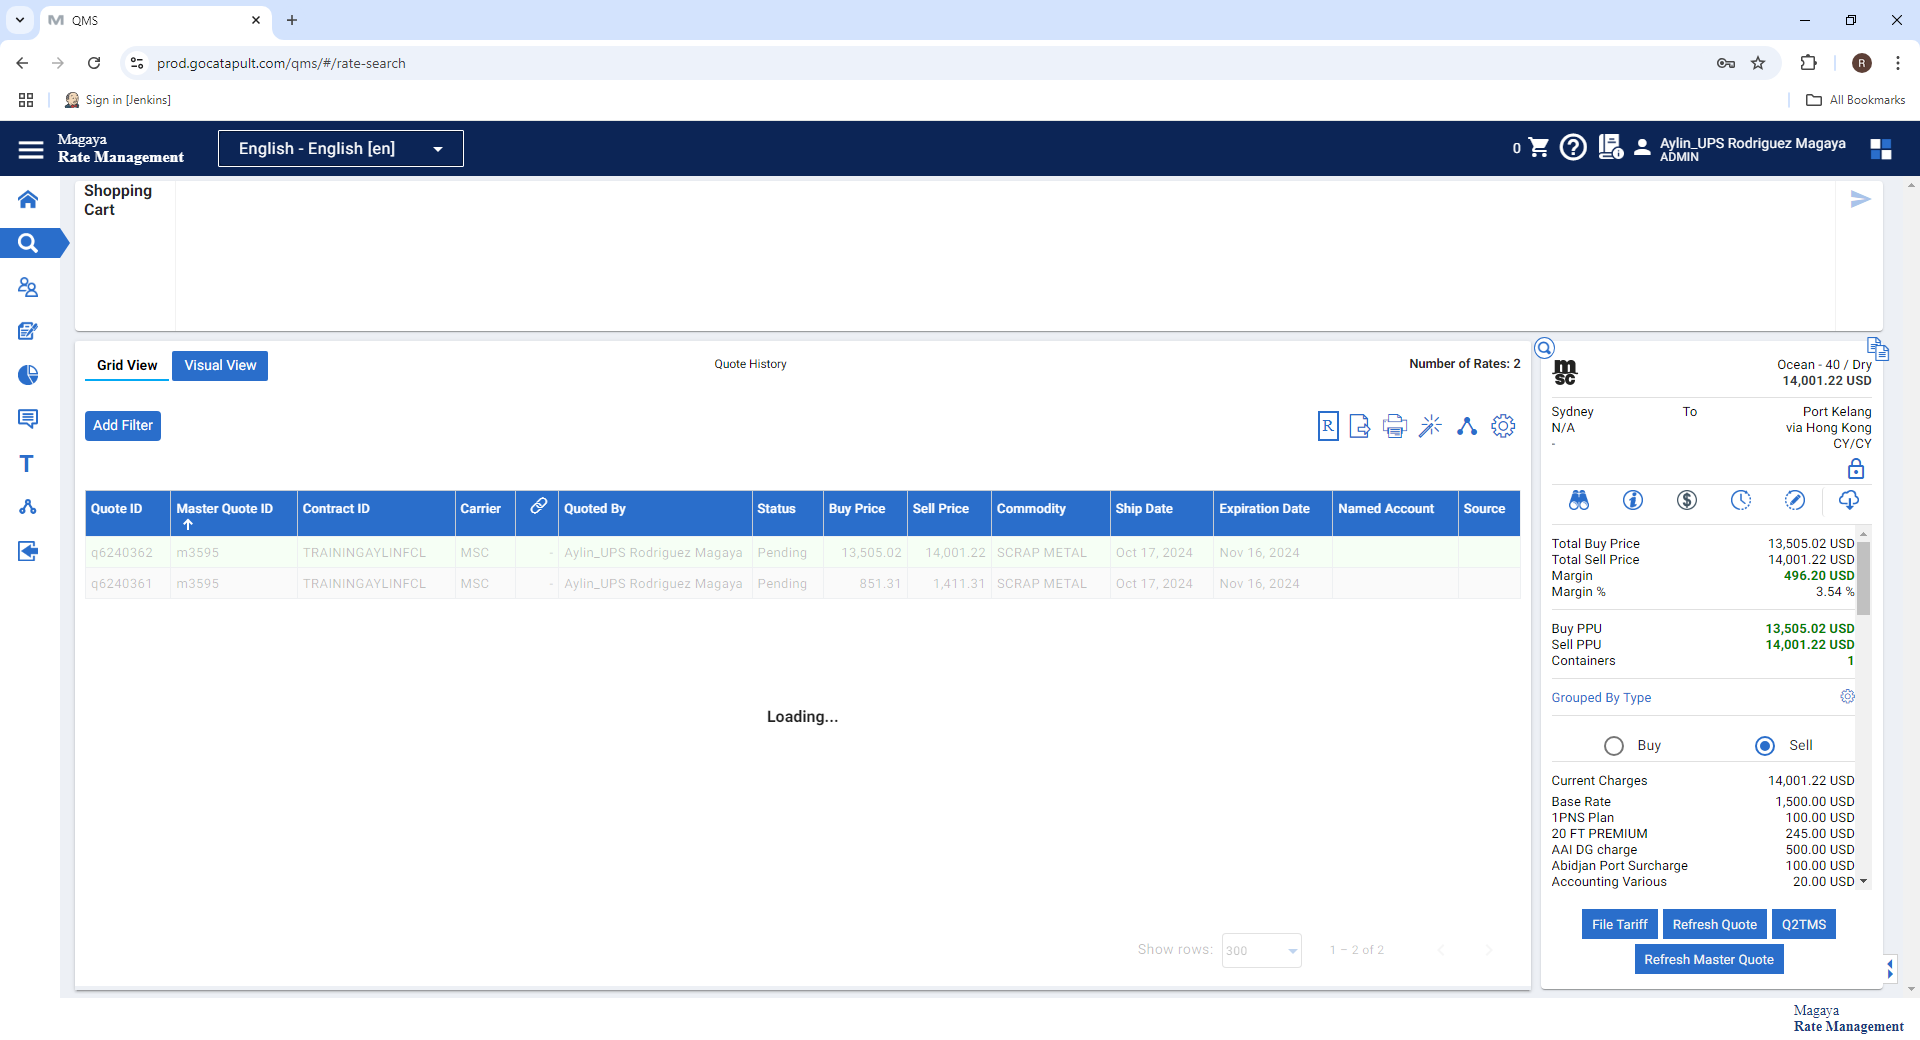 QMS
prod.gocatapult.com/qms/#/rate-search
R
Sign in [Jenkins]
All Bookmarks
Magaya
Rate Management
English - English [en]
0
Aylin_UPS Rodriguez Magaya
ADMIN
Shopping
Cart
Grid View
Visual View
Quote History
Number of Rates: 2
Add Filter
R
Quote ID
Master Quote ID
Contract ID
Carrier
Quoted By
Status
Buy Price
Sell Price
Commodity
Ship Date
Expiration Date
Named Account
Source
q6240362 m3595 TRAININGAYLINFCL MSC - Aylin_UPS Rodriguez Magaya Pending 13,505.02 14,001.22 SCRAP METAL Oct 17, 2024 Nov 16, 2024
q6240361 m3595 TRAININGAYLINFCL MSC - Aylin_UPS Rodriguez Magaya Pending 851.31 1,411.31 SCRAP METAL Oct 17, 2024 Nov 16, 2024
Loading...
Show rows: 300 1 – 2 of 2
msc
Ocean - 40 / Dry
14,001.22 USD
Sydney To Port Kelang
N/A via Hong Kong
- CY/CY
Total Buy Price 13,505.02 USD
Total Sell Price 14,001.22 USD
Margin 496.20 USD
Margin % 3.54 %
Buy PPU 13,505.02 USD
Sell PPU 14,001.22 USD
Containers 1
Grouped By Type
Buy Sell
Current Charges 14,001.22 USD
Base Rate 1,500.00 USD
1PNS Plan 100.00 USD
20 FT PREMIUM 245.00 USD
AAI DG charge 500.00 USD
Abidjan Port Surcharge 100.00 USD
Accounting Various 20.00 USD
File Tariff
Refresh Quote
Q2TMS
Refresh Master Quote
T
Magaya
Rate Management